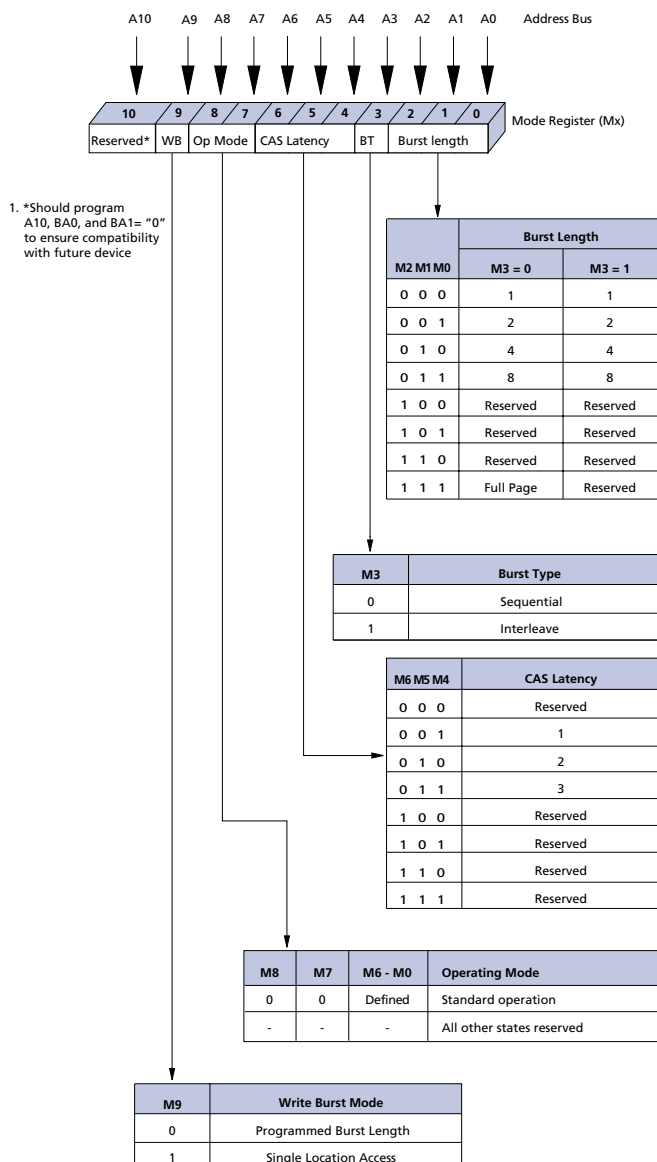 A10 A9 A8 A7 A6 A5 A4 A3 A2 A1 A0 Address Bus
10 9 8 7 6 5 4 3 2 1 0
Mode Register (Mx)
Reserved* WB Op Mode CAS Latency BT Burst length
1. *Should program
A10, BA0, and BA1= “0”
to ensure compatibility
with future device
Burst Length
M2 M1 M0 M3 = 0 M3 = 1
0 0 0 1 1
0 0 1 2 2
0 1 0 4 4
0 1 1 8 8
1 0 0 Reserved Reserved
1 0 1 Reserved Reserved
1 1 0 Reserved Reserved
1 1 1 Full Page Reserved
M3 Burst Type
0 Sequential
1 Interleave
M6 M5 M4 CAS Latency
0 0 0 Reserved
0 0 1 1
0 1 0 2
0 1 1 3
1 0 0 Reserved
1 0 1 Reserved
1 1 0 Reserved
1 1 1 Reserved
M8 M7 M6 - M0 Operating Mode
0 0 Defined Standard operation
- - - All other states reserved
M9 Write Burst Mode
0 Programmed Burst Length
1 Single Location Access